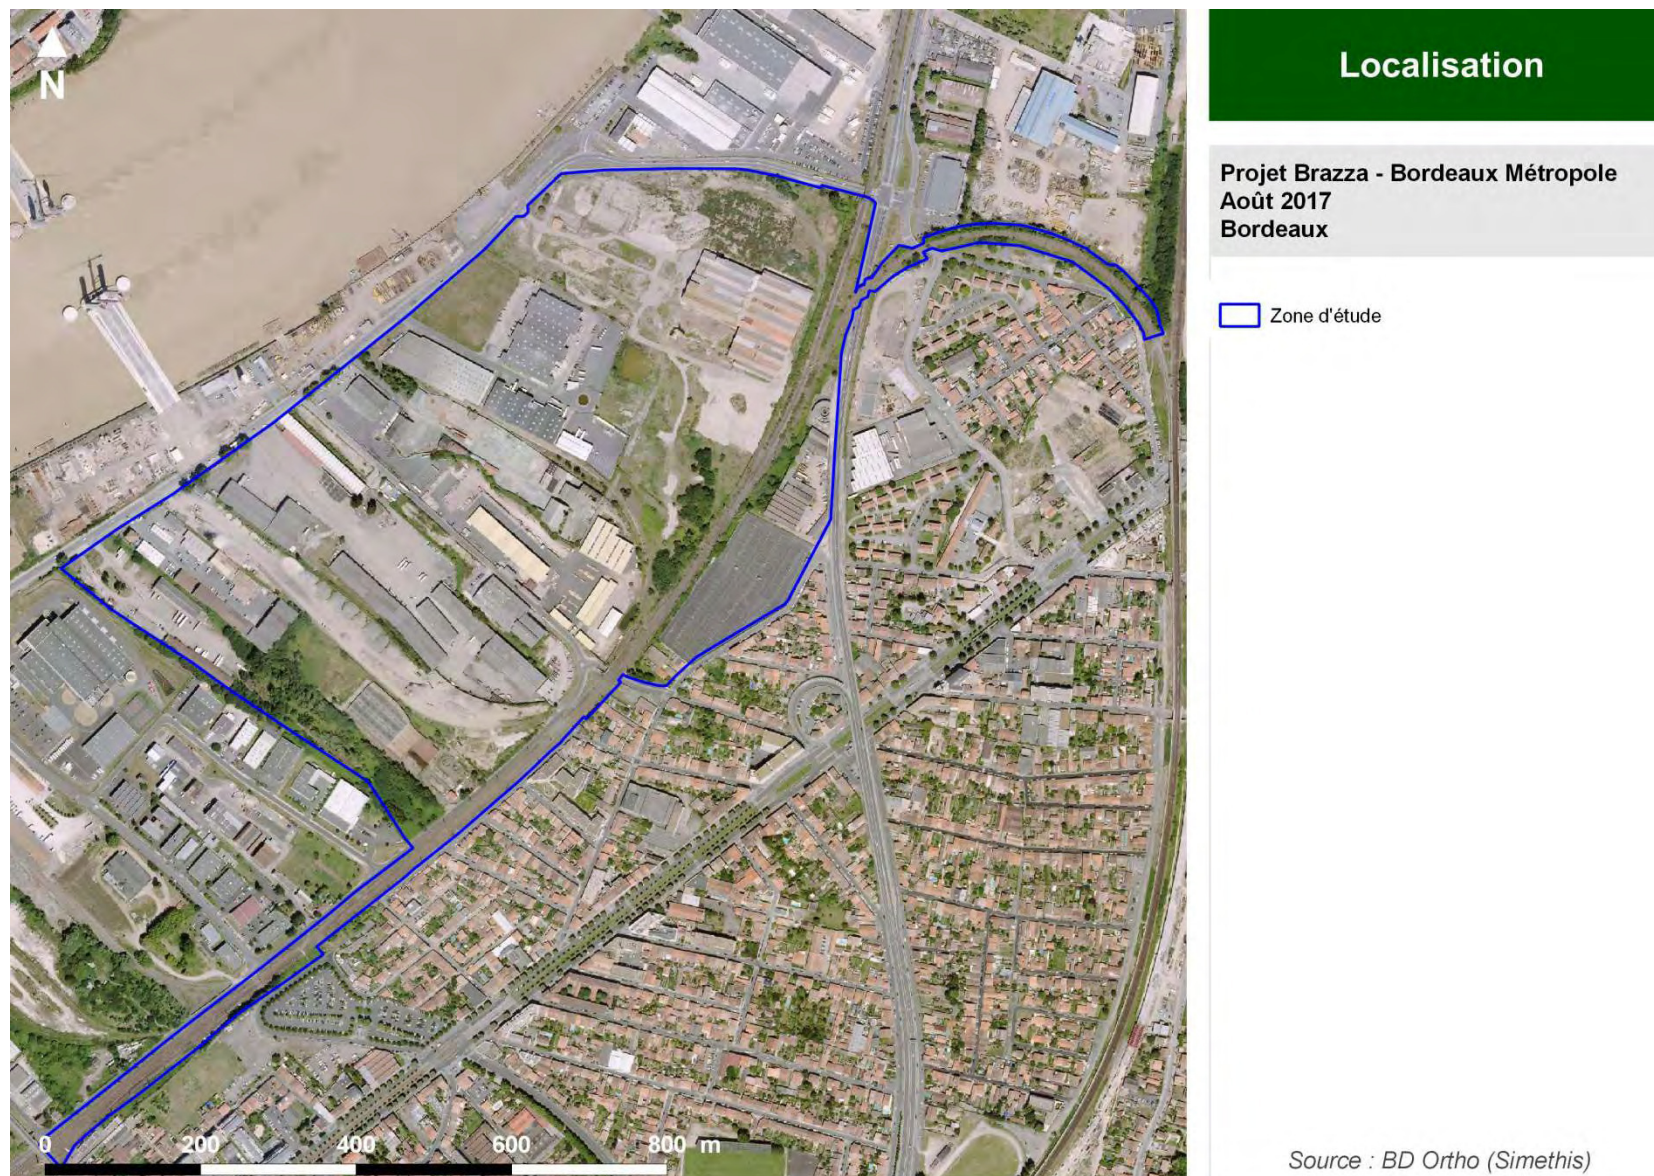 N
Localisation
Projet Brazza - Bordeaux Métropole
Août 2017
Bordeaux
Zone d'étude
0 200 400 600 800 m
Source : BD Ortho (Simethis)